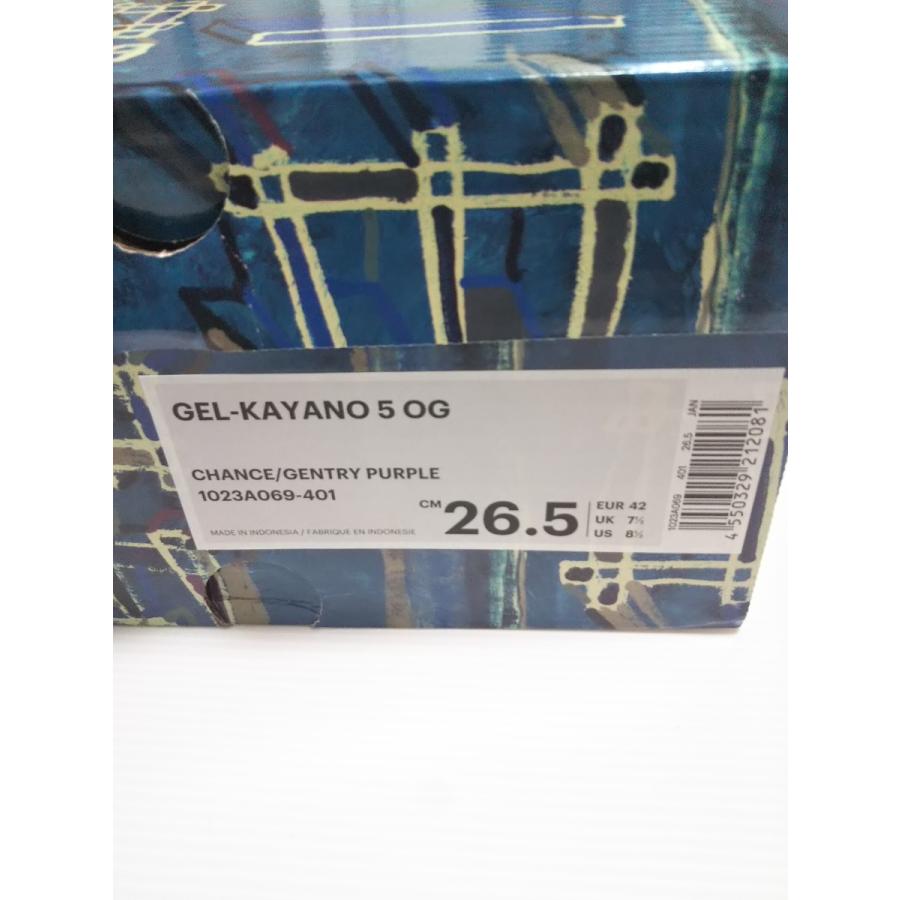 GEL-KAYANO 5 OG
CHANCE/GENTRY PURPLE
1023A069-401
MADE IN INDONESIA / FABRIQUE EN INDONESIE
CM 26.5
EUR 42
UK 7½
US 8½
1023A069 401 26.5 JAN
4 550329 212081